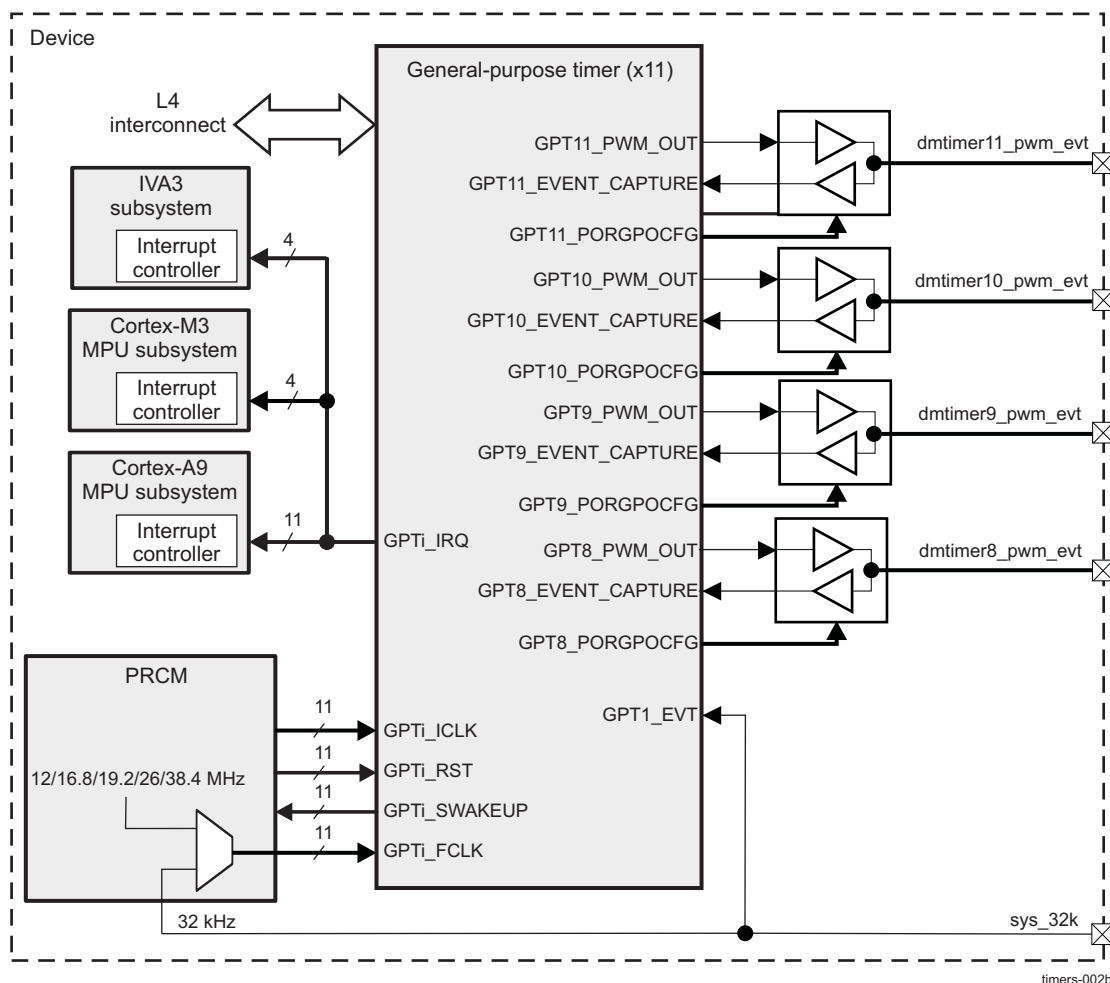 Device
General-purpose timer (x11)
L4
interconnect
IVA3
subsystem
Interrupt
controller
4
Cortex-M3
MPU subsystem
Interrupt
controller
4
Cortex-A9
MPU subsystem
Interrupt
controller
11
GPTi_IRQ
GPT11_PWM_OUT
GPT11_EVENT_CAPTURE
GPT11_PORGPOCFG
dmtimer11_pwm_evt
GPT10_PWM_OUT
GPT10_EVENT_CAPTURE
GPT10_PORGPOCFG
dmtimer10_pwm_evt
GPT9_PWM_OUT
GPT9_EVENT_CAPTURE
GPT9_PORGPOCFG
dmtimer9_pwm_evt
GPT8_PWM_OUT
GPT8_EVENT_CAPTURE
GPT8_PORGPOCFG
dmtimer8_pwm_evt
GPT1_EVT
PRCM
12/16.8/19.2/26/38.4 MHz
11
GPTi_ICLK
11
GPTi_RST
11
GPTi_SWAKEUP
11
GPTi_FCLK
32 kHz
sys_32k
timers-002b